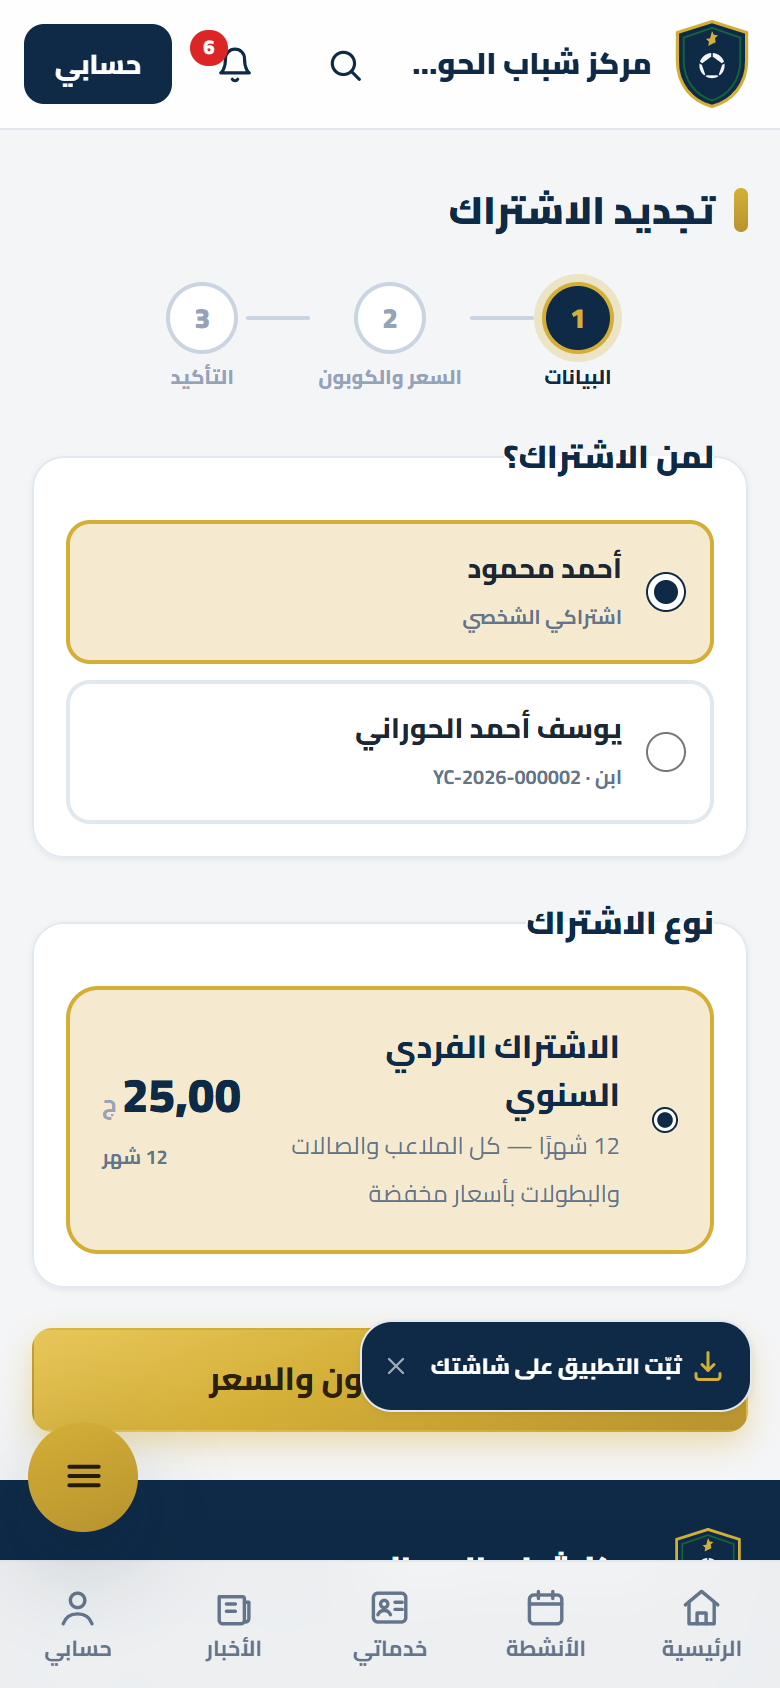 مركز شباب الحو...
6
حسابي
تجديد الاشتراك
1
2
3
البيانات
السعر والكوبون
التأكيد
لمن الاشتراك؟
أحمد محمود
اشتراكي الشخصي
يوسف أحمد الحوراني
ابن · YC-2026-000002
نوع الاشتراك
الاشتراك الفردي
السنوي
25,00 ج
12 شهرًا — كل الملاعب والصالات
والبطولات بأسعار مخفضة
12 شهر
ثبّت التطبيق على شاشتك
والسعر
الرئيسية
الأنشطة
خدماتي
الأخبار
حسابي